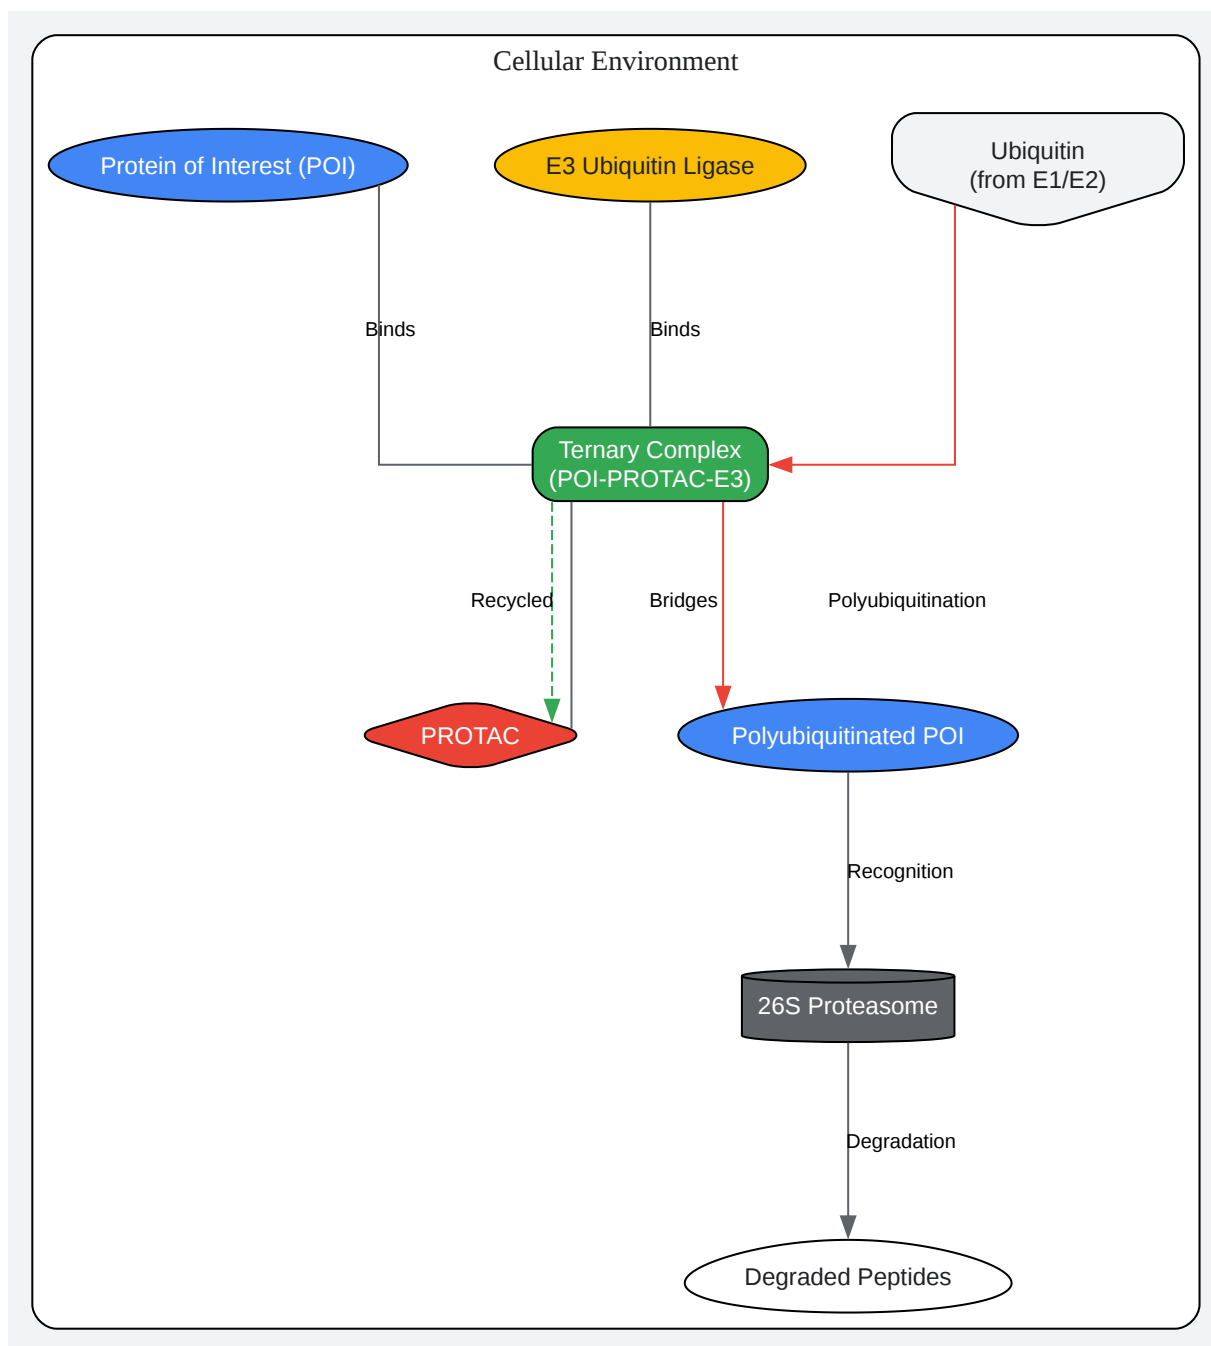 Cellular Environment
Protein of Interest (POI)
E3 Ubiquitin Ligase
Ubiquitin
(from E1/E2)
Binds
Binds
Ternary Complex
(POI-PROTAC-E3)
Recycled
Bridges
Polyubiquitination
PROTAC
Polyubiquitinated POI
Recognition
26S Proteasome
Degradation
Degraded Peptides